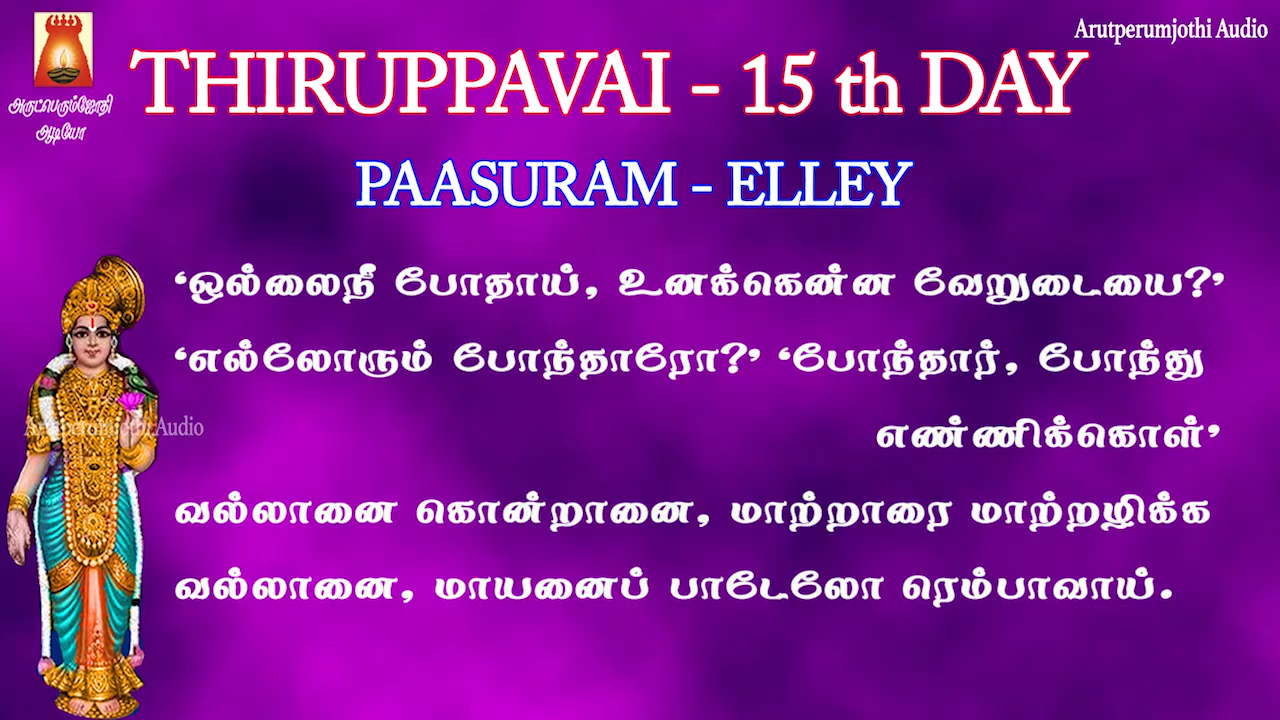 Arutperumjothi Audio
அருட்பெரும்ஜோதி
ஆடியோ
THIRUPPAVAI - 15 th DAY
PAASURAM - ELLEY
‘ஒல்லைநீ போதாய், உனக்கென்ன வேறுடையை?’
‘எல்லோரும் போந்தாரோ?’ ‘போந்தார், போந்து
எண்ணிக்கொள்’
வல்லானை கொன்றானை, மாற்றாரை மாற்றழிக்க
வல்லானை, மாயனைப் பாடேலோ ரெம்பாவாய்.
Arutperumjothi Audio